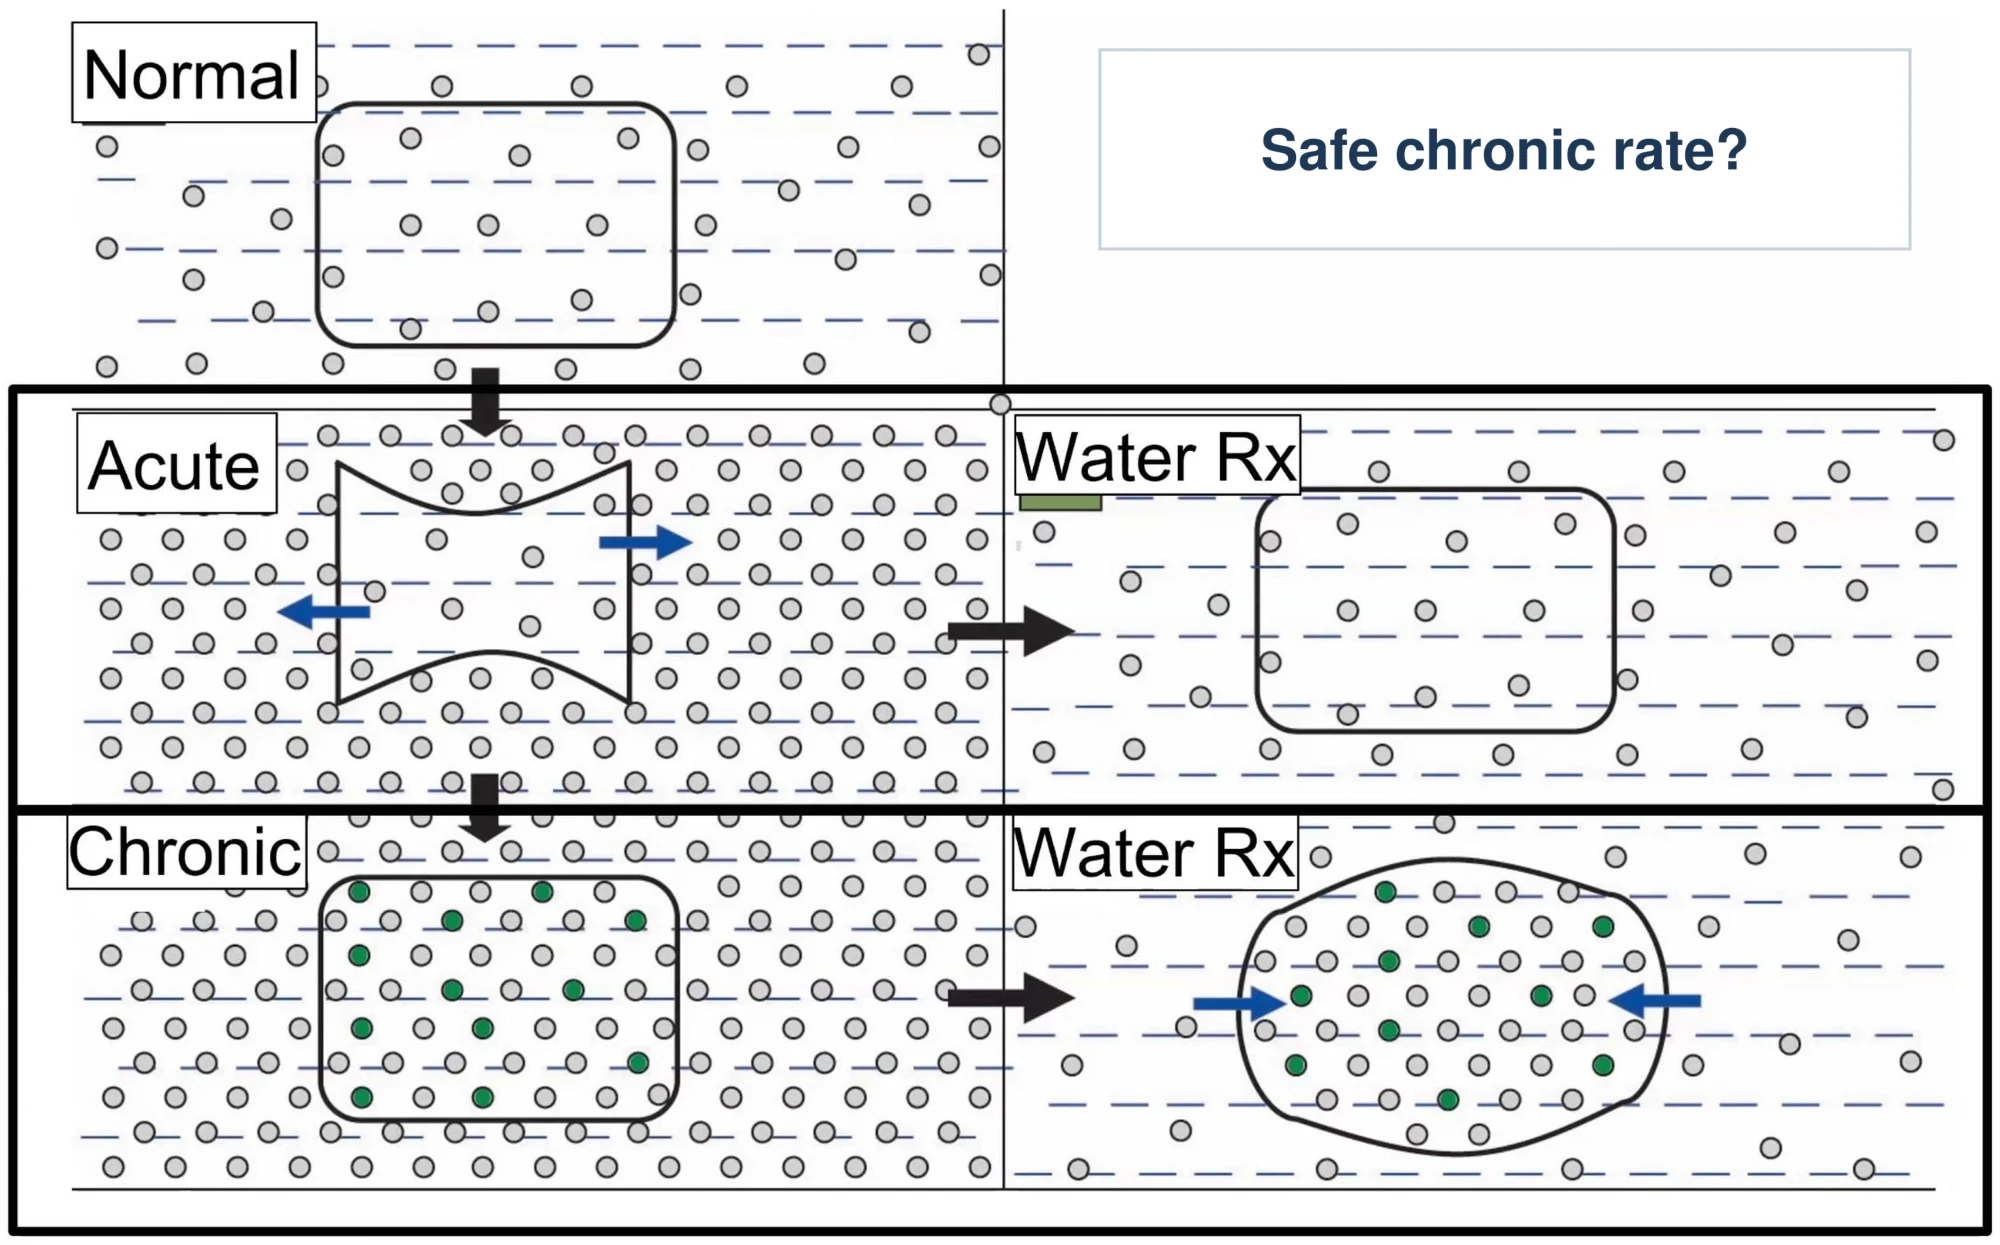 Normal
Safe chronic rate?
Acute
Water Rx
Chronic
Water Rx